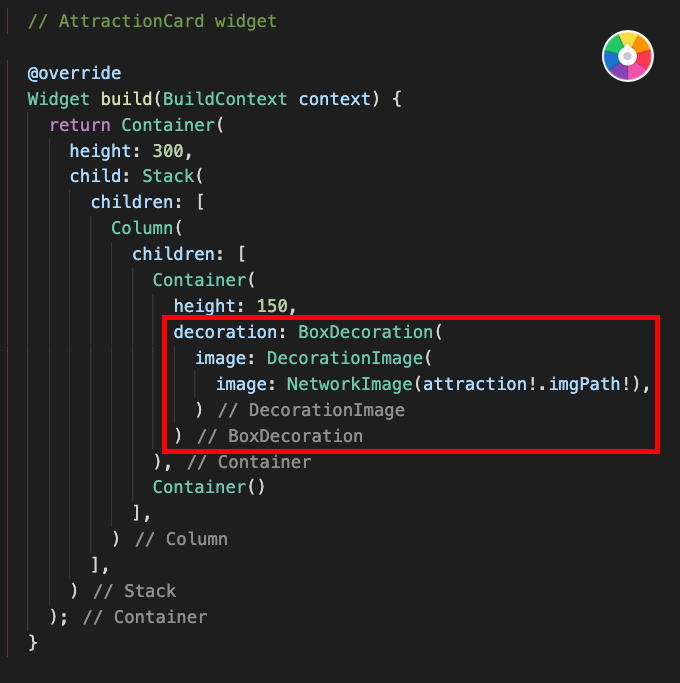 // AttractionCard widget
@override
Widget build(BuildContext context) {
return Container(
height: 300,
child: Stack(
children: [
Column(
children: [
Container(
height: 150,
decoration: BoxDecoration(
image: DecorationImage(
image: NetworkImage(attraction!.imgPath!),
) // DecorationImage
) // BoxDecoration
), // Container
Container()
],
) // Column
],
) // Stack
); // Container
}